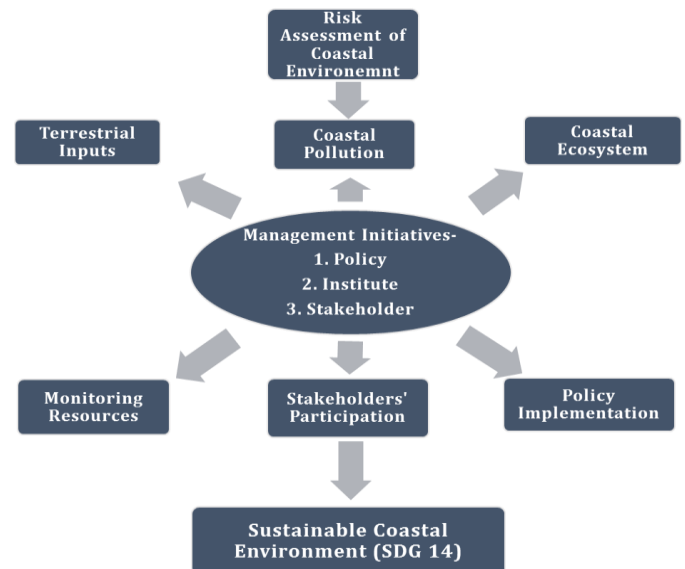 Risk
Assessment of
Coastal
Environemnt
Terrestrial
Inputs
Coastal
Pollution
Coastal
Ecosystem
Management Initiatives-
1. Policy
2. Institute
3. Stakeholder
Monitoring
Resources
Stakeholders'
Participation
Policy
Implementation
Sustainable Coastal
Environment (SDG 14)